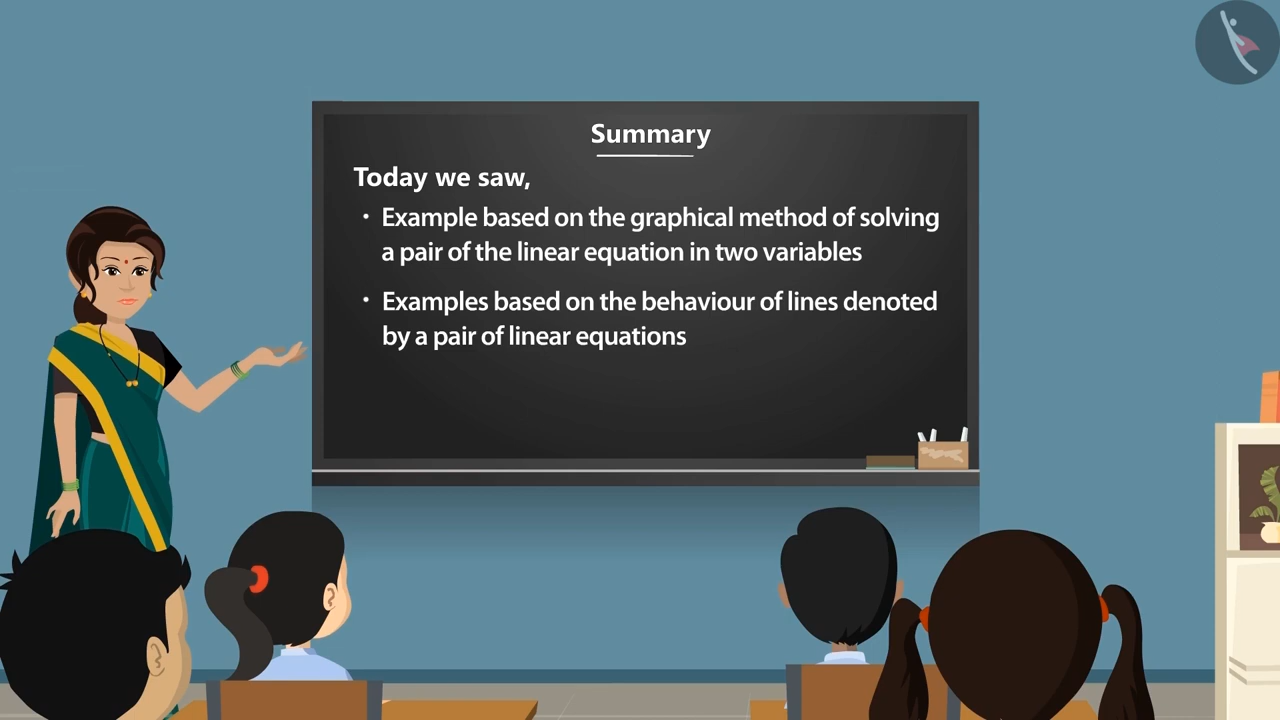 Summary
Today we saw,
· Example based on the graphical method of solving
a pair of the linear equation in two variables
· Examples based on the behaviour of lines denoted
by a pair of linear equations